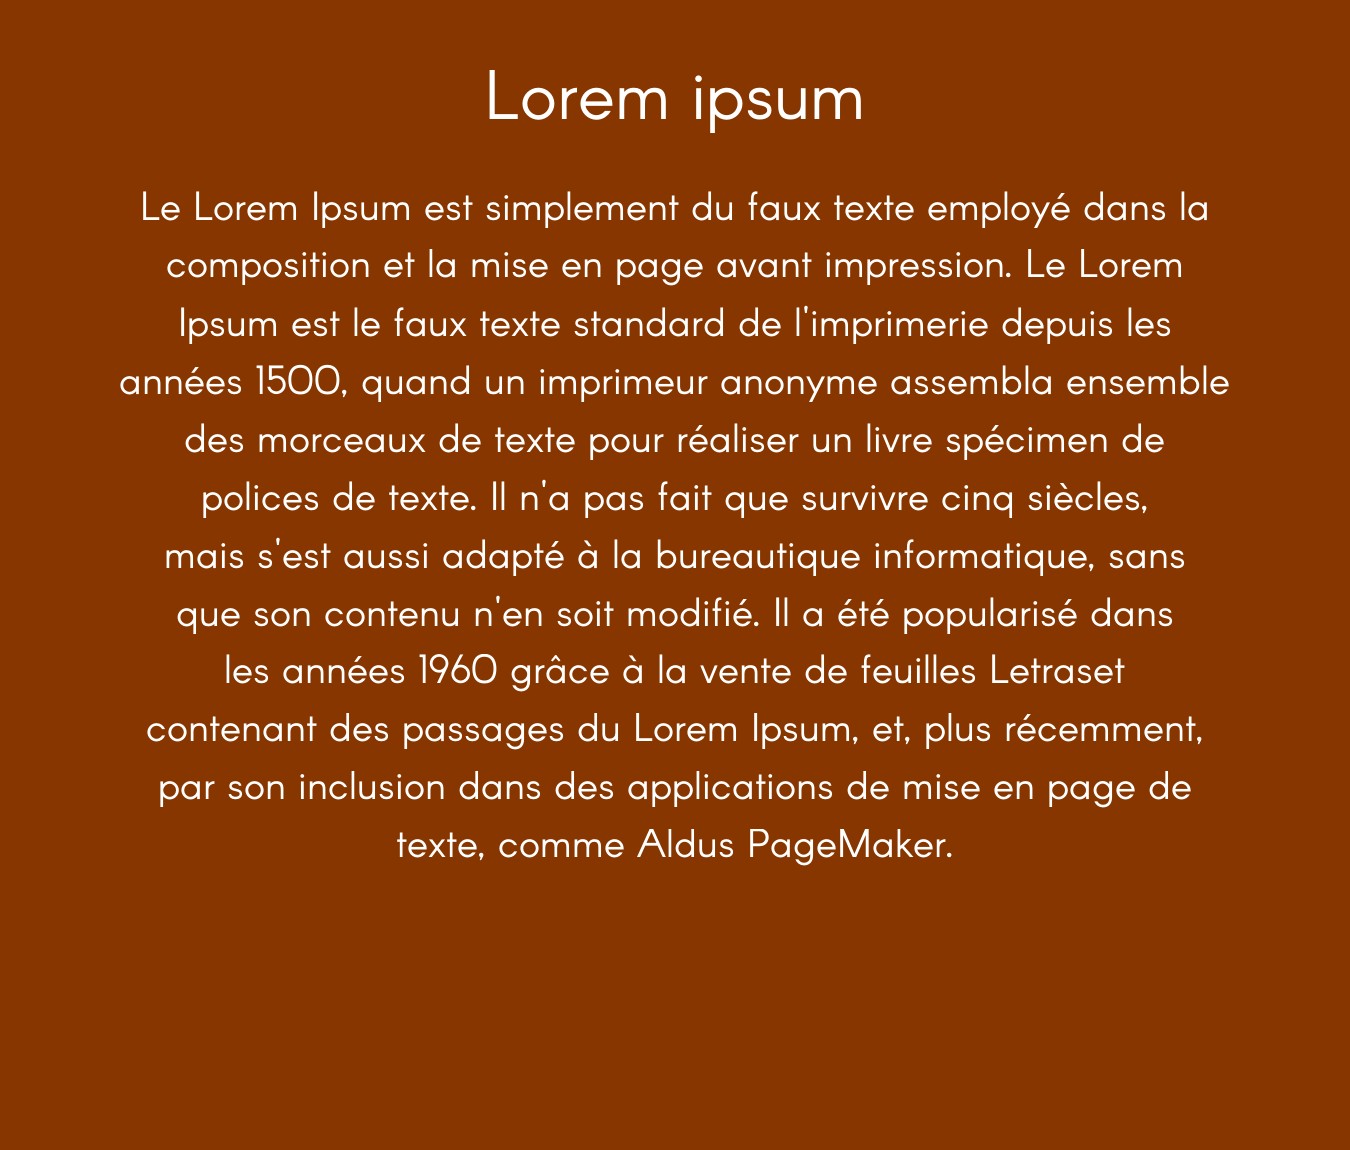 Lorem ipsum
Le Lorem Ipsum est simplement du faux texte employé dans la
composition et la mise en page avant impression. Le Lorem
Ipsum est le faux texte standard de l'imprimerie depuis les
années 1500, quand un imprimeur anonyme assembla ensemble
des morceaux de texte pour réaliser un livre spécimen de
polices de texte. Il n'a pas fait que survivre cinq siècles,
mais s'est aussi adapté à la bureautique informatique, sans
que son contenu n'en soit modifié. Il a été popularisé dans
les années 1960 grâce à la vente de feuilles Letraset
contenant des passages du Lorem Ipsum, et, plus récemment,
par son inclusion dans des applications de mise en page de
texte, comme Aldus PageMaker.